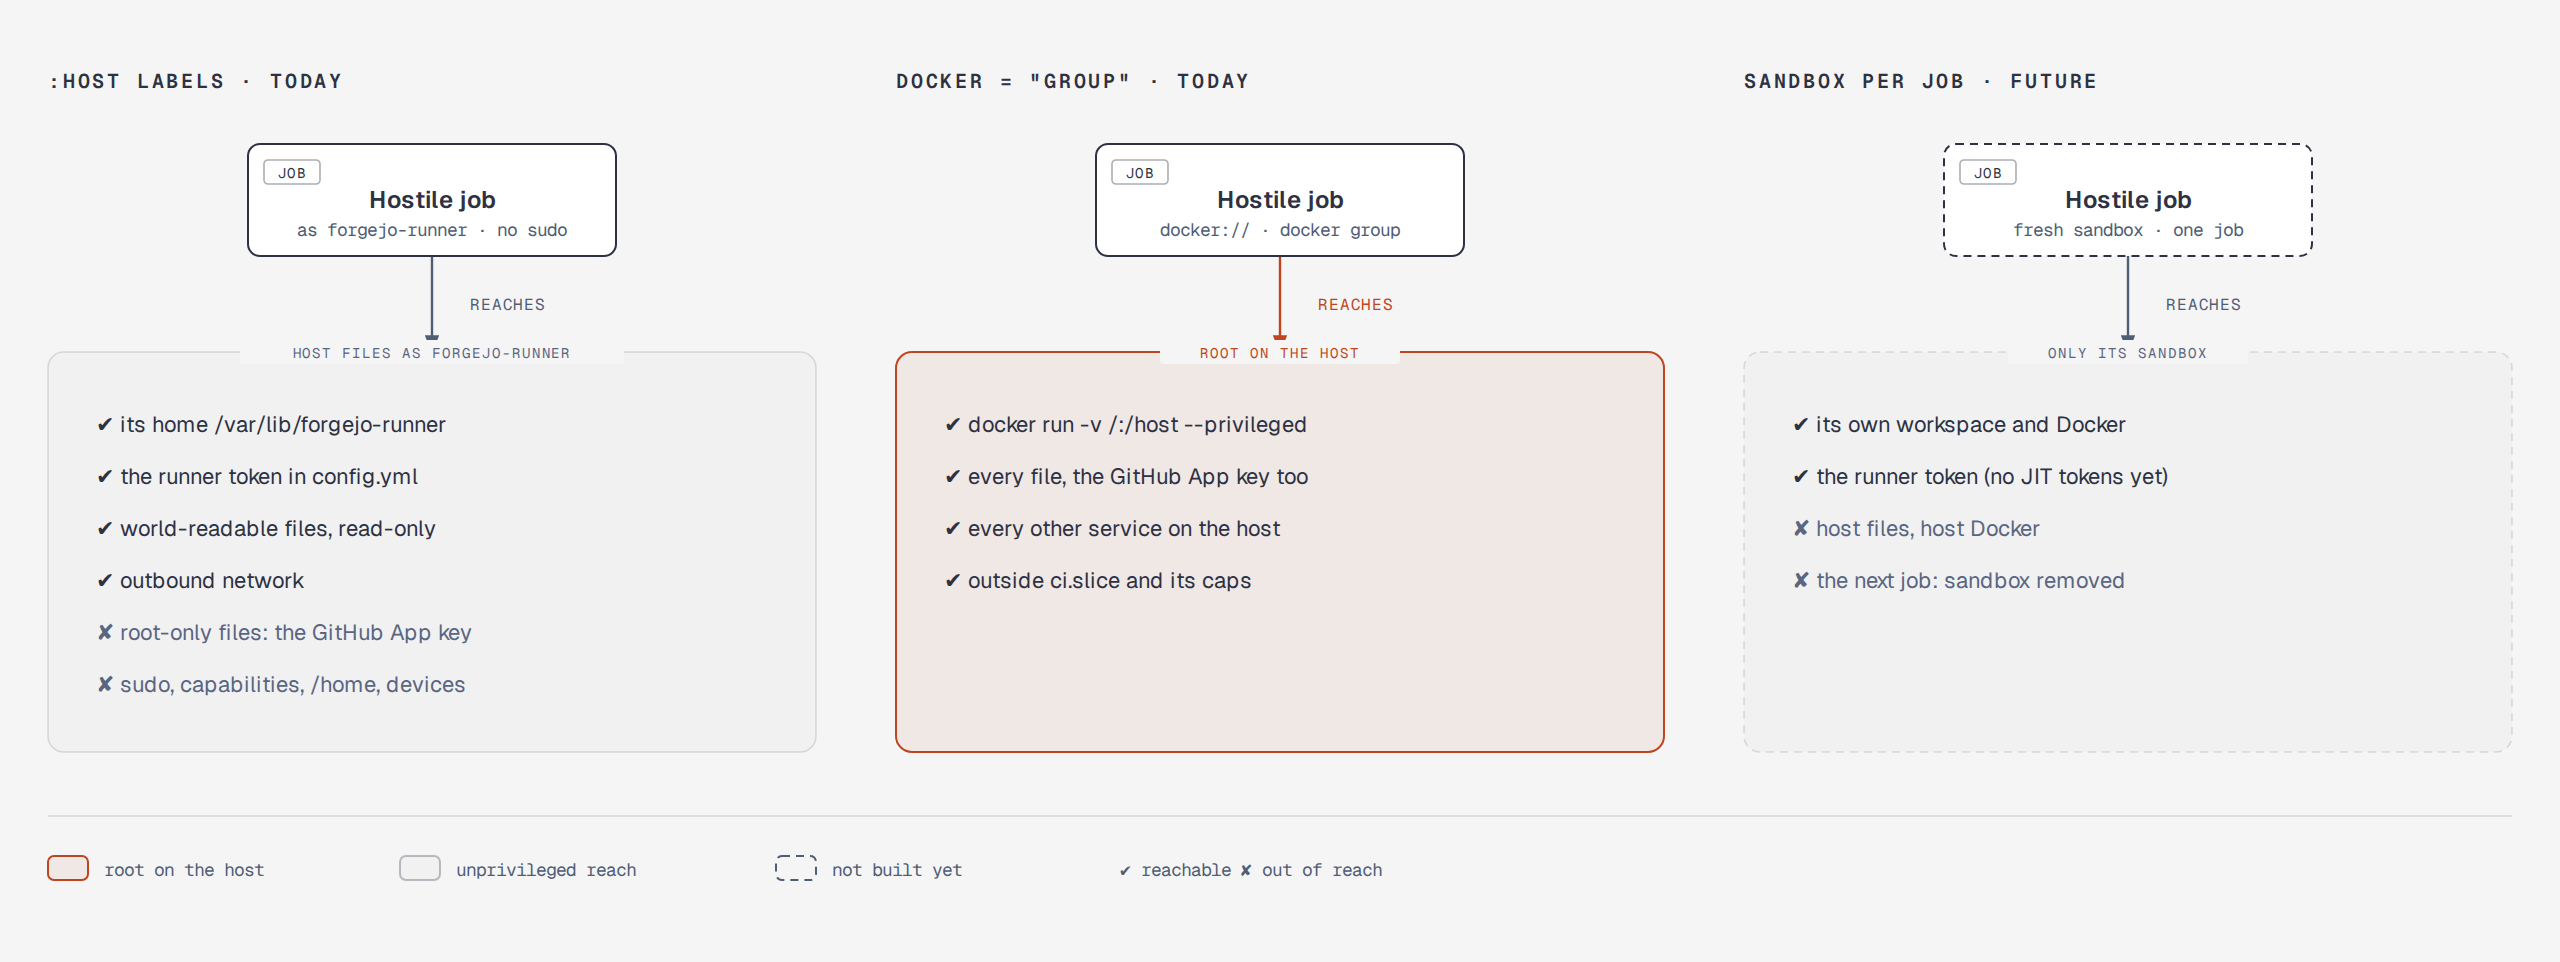 :HOST LABELS · TODAY
JOB
Hostile job
as forgejo-runner · no sudo
REACHES
HOST FILES AS FORGEJO-RUNNER
✔ its home /var/lib/forgejo-runner
✔ the runner token in config.yml
✔ world-readable files, read-only
✔ outbound network
✘ root-only files: the GitHub App key
✘ sudo, capabilities, /home, devices
DOCKER = "GROUP" · TODAY
JOB
Hostile job
docker:// · docker group
REACHES
ROOT ON THE HOST
✔ docker run -v /:/host --privileged
✔ every file, the GitHub App key too
✔ every other service on the host
✔ outside ci.slice and its caps
SANDBOX PER JOB · FUTURE
JOB
Hostile job
fresh sandbox · one job
REACHES
ONLY ITS SANDBOX
✔ its own workspace and Docker
✔ the runner token (no JIT tokens yet)
✘ host files, host Docker
✘ the next job: sandbox removed
root on the host
unprivileged reach
not built yet
✔ reachable ✘ out of reach